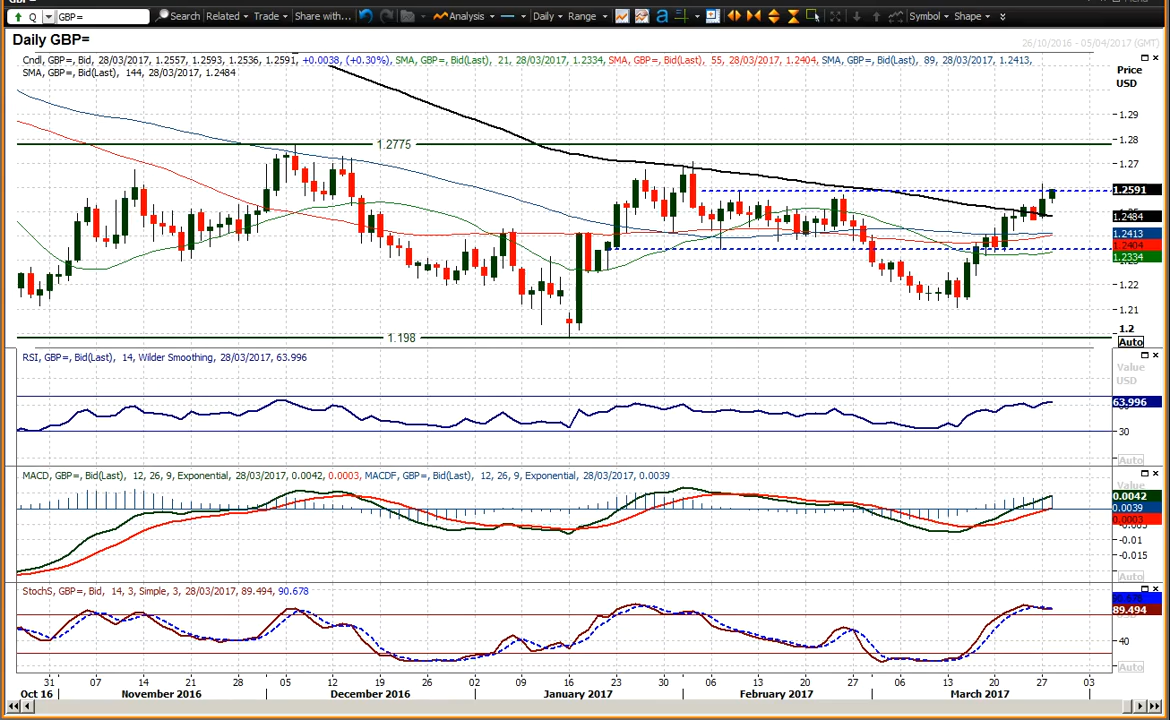 GBP=
Q GBP= Search Related Trade Share with... Analysis Daily Range Symbol Shape
Daily GBP=
26/10/2016 - 05/04/2017 (GMT)
Cndl, GBP=, Bid, 28/03/2017, 1.2557, 1.2593, 1.2536, 1.2591, +0.0038, (+0.30%), SMA, GBP=, Bid(Last), 21, 28/03/2017, 1.2334, SMA, GBP=, Bid(Last), 55, 28/03/2017, 1.2404, SMA, GBP=, Bid(Last), 89, 28/03/2017, 1.2413,
SMA, GBP=, Bid(Last), 144, 28/03/2017, 1.2484
Price
USD
1.29
1.28
1.2775
1.27
1.2591
1.2484
1.2413
1.2404
1.2334
1.22
1.21
1.2
1.198
Auto
RSI, GBP=, Bid(Last), 14, Wilder Smoothing, 28/03/2017, 63.996
Value
USD
63.996
30
Auto
MACD, GBP=, Bid(Last), 12, 26, 9, Exponential, 28/03/2017, 0.0042, 0.0003, MACDF, GBP=, Bid(Last), 12, 26, 9, Exponential, 28/03/2017, 0.0039
Value
0.0042
0.0039
0.0003
-0.005
-0.01
-0.015
Auto
StochS, GBP=, Bid, 14, 3, Simple, 3, 28/03/2017, 89.494, 90.678
90.678
89.494
40
Auto
31 07 14 21 28 05 12 19 26 02 09 16 23 30 06 13 20 27 06 13 20 27 03
Oct 16 November 2016 December 2016 January 2017 February 2017 March 2017